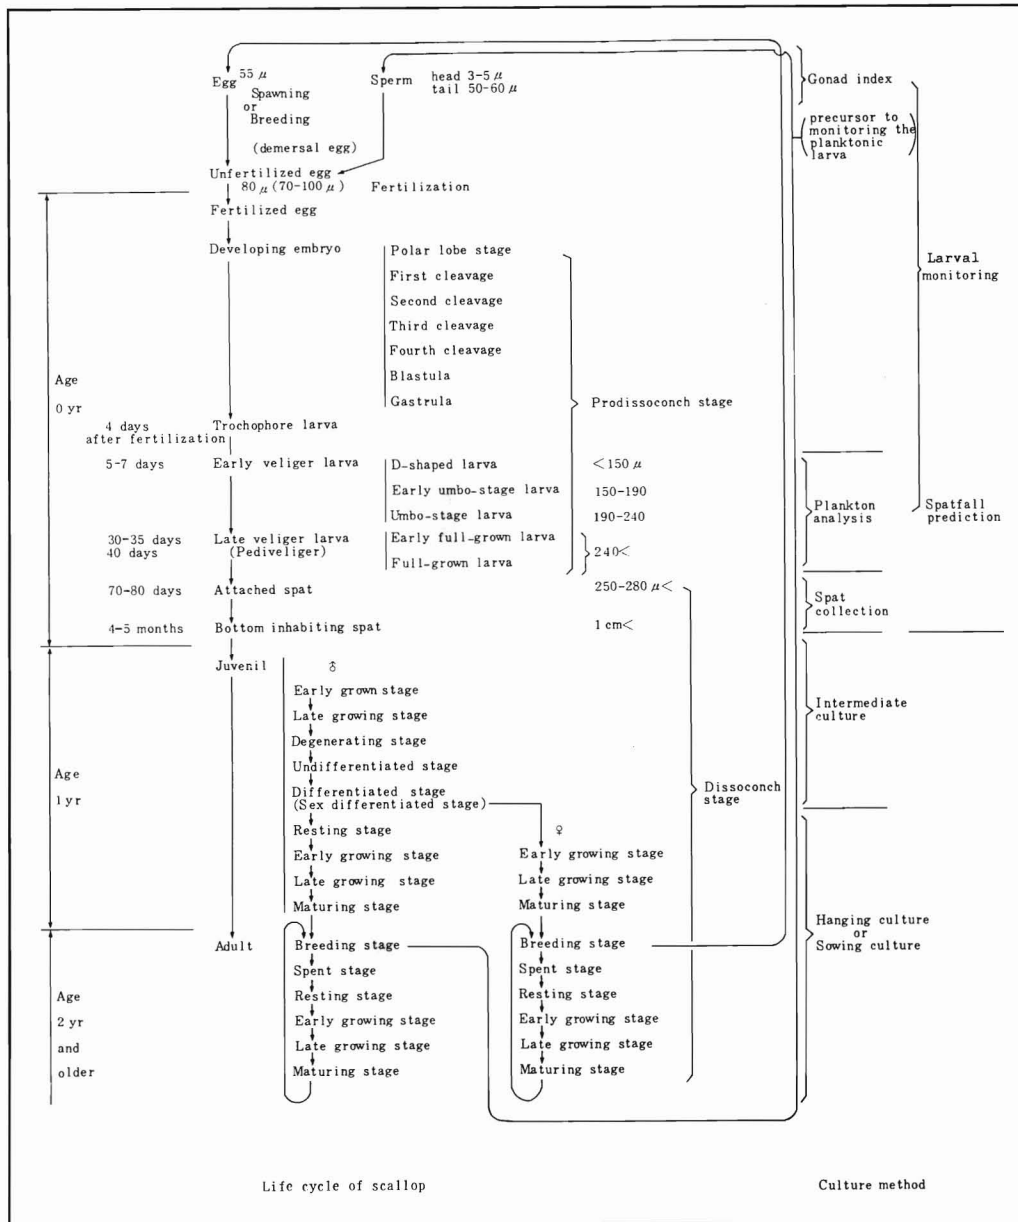 Egg 55 μ
Spawning
or
Breeding
(demersal egg)
Sperm
head 3-5 μ
tail 50-60 μ
Unfertilized egg
80 μ (70-100 μ)
Fertilization
Fertilized egg
Developing embryo
Polar lobe stage
First cleavage
Second cleavage
Third cleavage
Fourth cleavage
Blastula
Gastrula
Prodissoconch stage
Age
0 yr
4 days
after fertilization
Trochophore larva
5-7 days
Early veliger larva
D-shaped larva
<150 μ
Early umbo-stage larva
150-190
Umbo-stage larva
190-240
30-35 days
40 days
Late veliger larva
(Pediveliger)
Early full-grown larva
Full-grown larva
240<
70-80 days
Attached spat
250-280 μ<
4-5 months
Bottom inhabiting spat
1 cm<
Juvenil
♂
Early grown stage
Late growing stage
Degenerating stage
Undifferentiated stage
Differentiated stage
(Sex differentiated stage)
Resting stage
Early growing stage
Late growing stage
Maturing stage
♀
Early growing stage
Late growing stage
Maturing stage
Dissoconch
stage
Age
1 yr
Adult
Breeding stage
Spent stage
Resting stage
Early growing stage
Late growing stage
Maturing stage
Breeding stage
Spent stage
Resting stage
Early growing stage
Late growing stage
Maturing stage
Age
2 yr
and
older
Gonad index
(precursor to
monitoring the
planktonic
larva)
Larval
monitoring
Plankton
analysis
Spatfall
prediction
Spat
collection
Intermediate
culture
Hanging culture
or
Sowing culture
Life cycle of scallop
Culture method